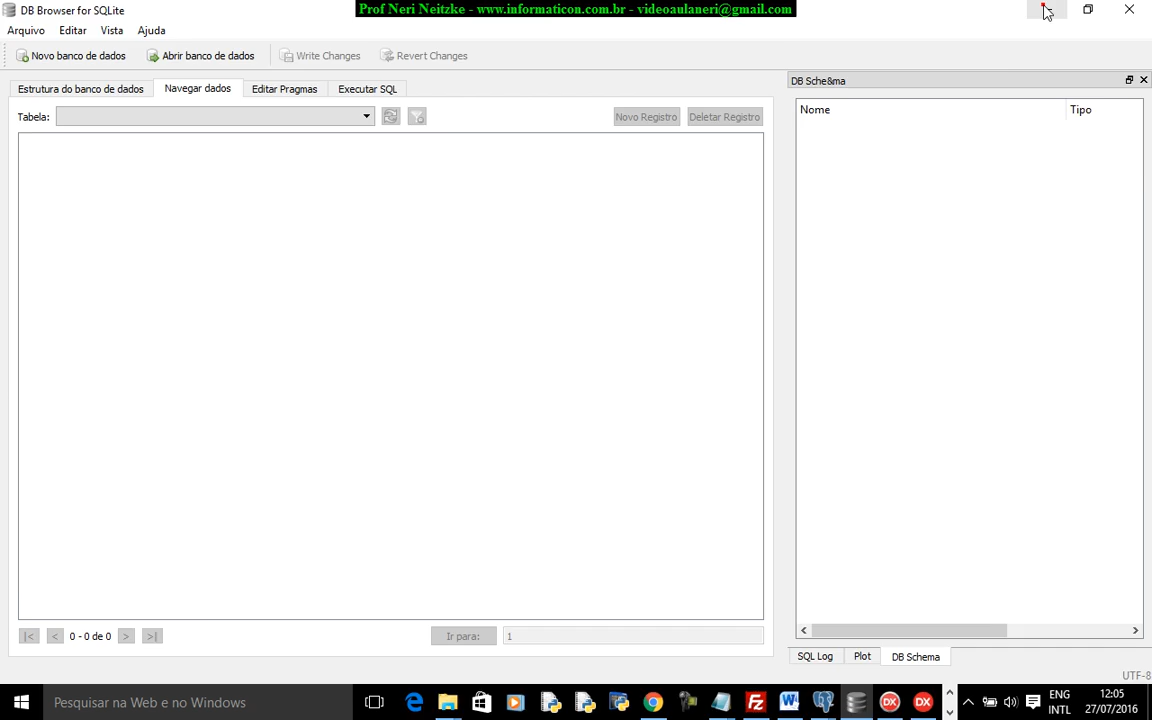 DB Browser for SQLite
Prof Neri Neitzke - www.informaticon.com.br - videoaulaneri@gmail.com
Arquivo Editar Vista Ajuda
Novo banco de dados Abrir banco de dados Write Changes Revert Changes
Estrutura do banco de dados Navegar dados Editar Pragmas Executar SQL
DB Sche&ma
Tabela: Novo Registro Deletar Registro
Nome Tipo
|< < 0 - 0 de 0 > >| Ir para: 1
SQL Log Plot DB Schema
UTF-8
Pesquisar na Web e no Windows
ENG
INTL
12:05
27/07/2016